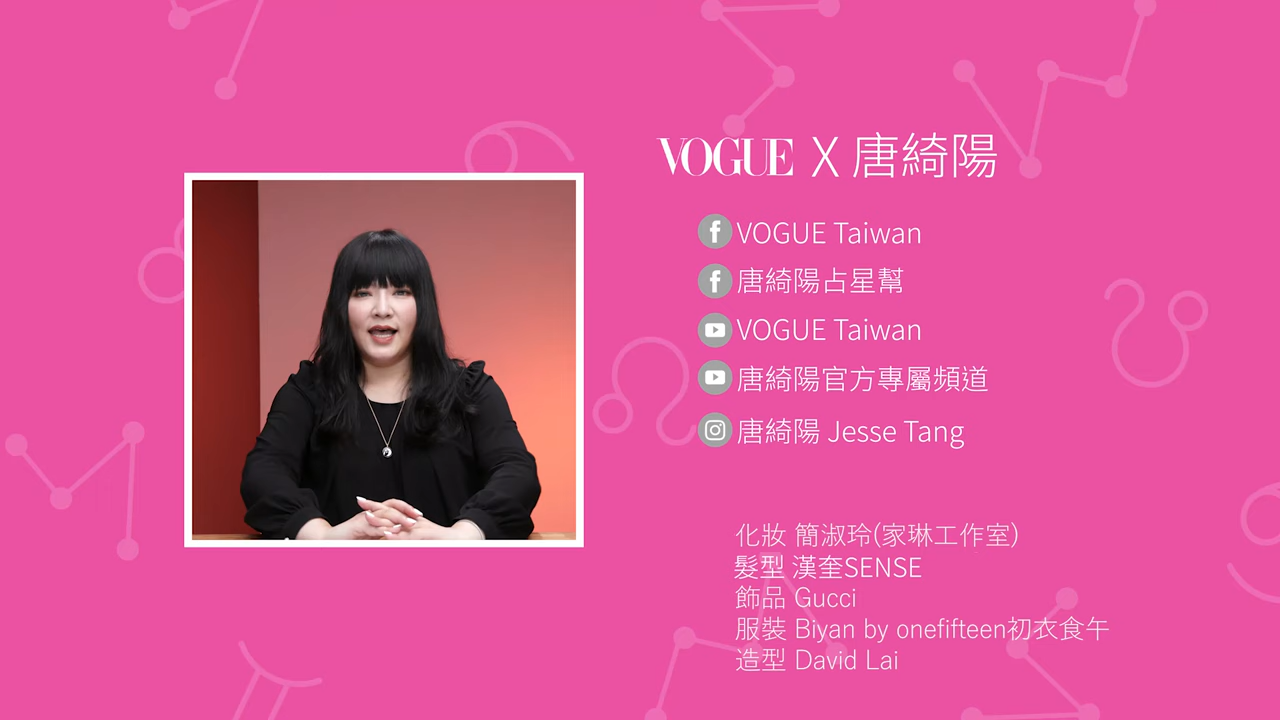 VOGUE X 唐綺陽
VOGUE Taiwan
唐綺陽占星幫
VOGUE Taiwan
唐綺陽官方專屬頻道
唐綺陽 Jesse Tang
化妝 簡淑玲(家琳工作室)
髮型 漢奎SENSE
飾品 Gucci
服裝 Biyan by onefifteen初衣食午
造型 David Lai